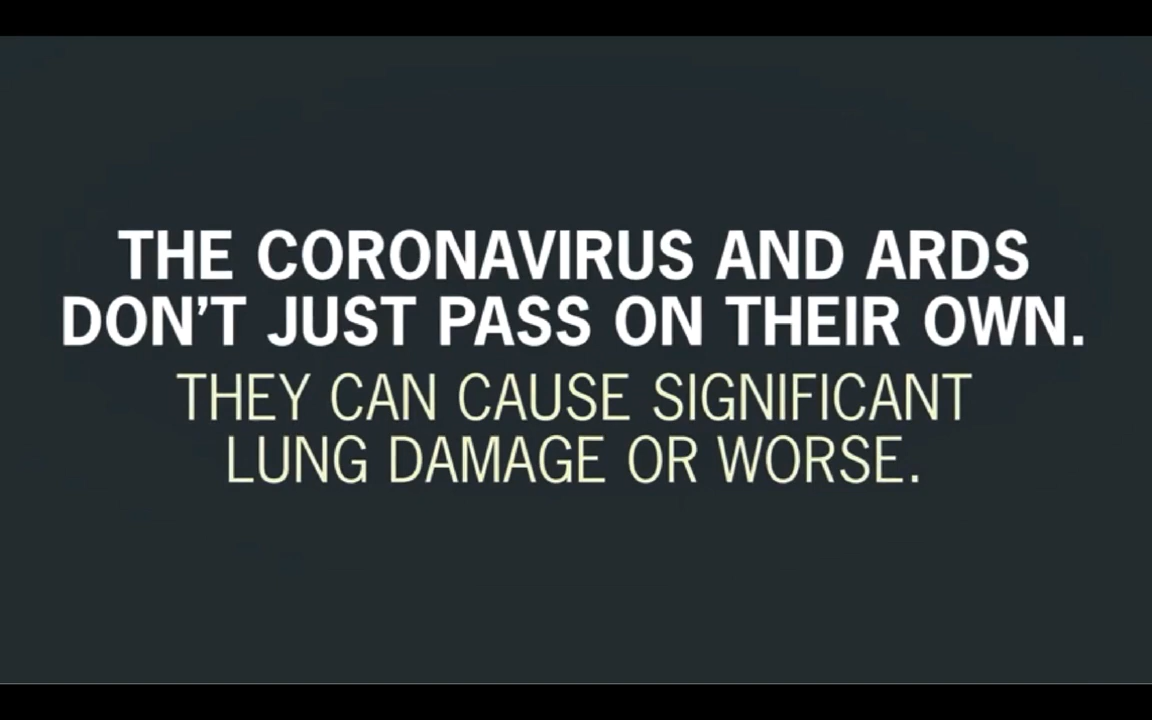 THE CORONAVIRUS AND ARDS
DON'T JUST PASS ON THEIR OWN.
THEY CAN CAUSE SIGNIFICANT
LUNG DAMAGE OR WORSE.